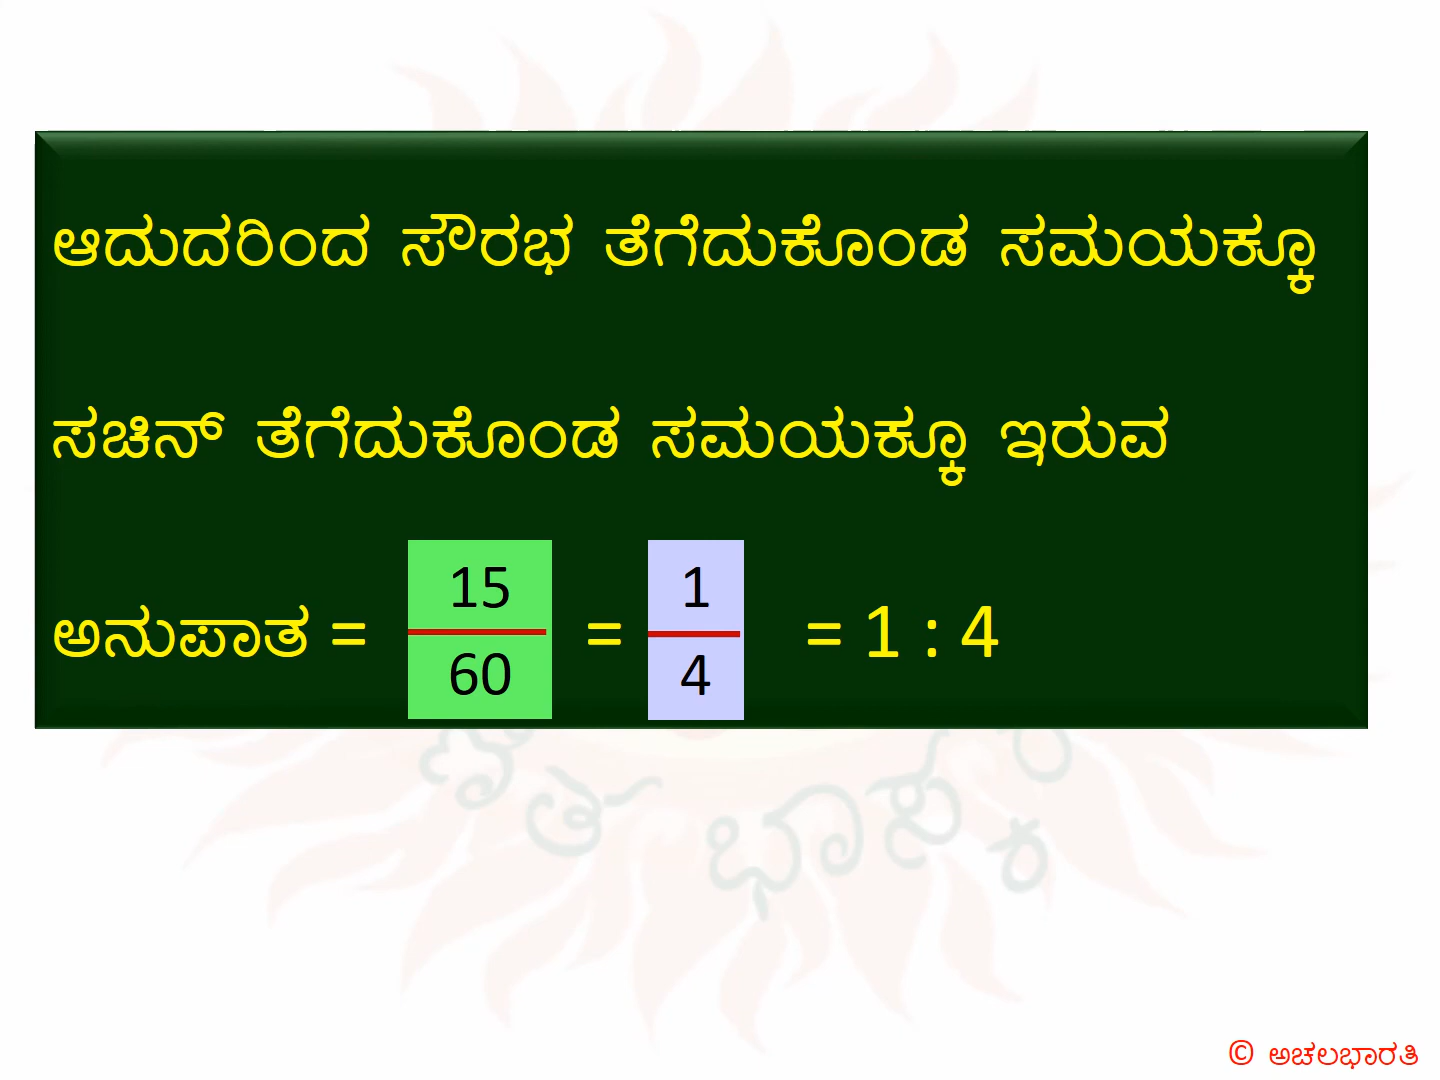 ಆದುದರಿಂದ ಸೌರಭ ತೆಗೆದುಕೊಂಡ ಸಮಯಕ್ಕೂ
ಸಚಿನ್ ತೆಗೆದುಕೊಂಡ ಸಮಯಕ್ಕೂ ಇರುವ
ಅನುಪಾತ = 15/60 = 1/4 = 1 : 4
© ಅಚಲಭಾರತಿ